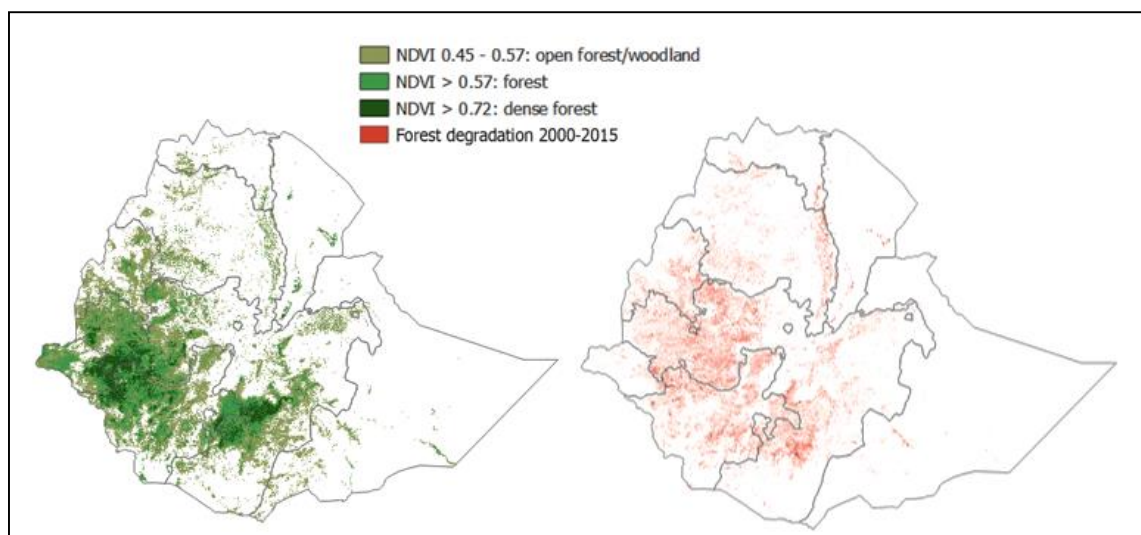 NDVI 0.45 - 0.57: open forest/woodland
NDVI > 0.57: forest
NDVI > 0.72: dense forest
Forest degradation 2000-2015